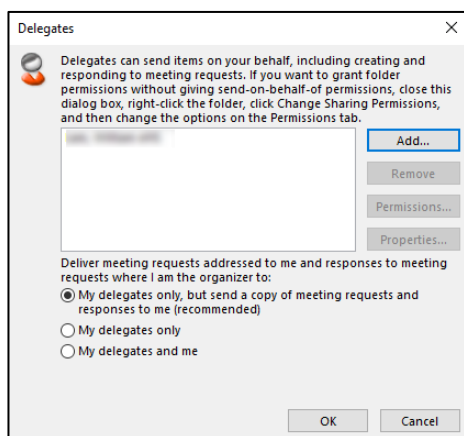 Delegates
Delegates can send items on your behalf, including creating and
responding to meeting requests. If you want to grant folder
permissions without giving send-on-behalf-of permissions, close this
dialog box, right-click the folder, click Change Sharing Permissions,
and then change the options on the Permissions tab.
Add...
Remove
Permissions...
Properties...
Deliver meeting requests addressed to me and responses to meeting
requests where I am the organizer to:
My delegates only, but send a copy of meeting requests and
responses to me (recommended)
My delegates only
My delegates and me
OK
Cancel